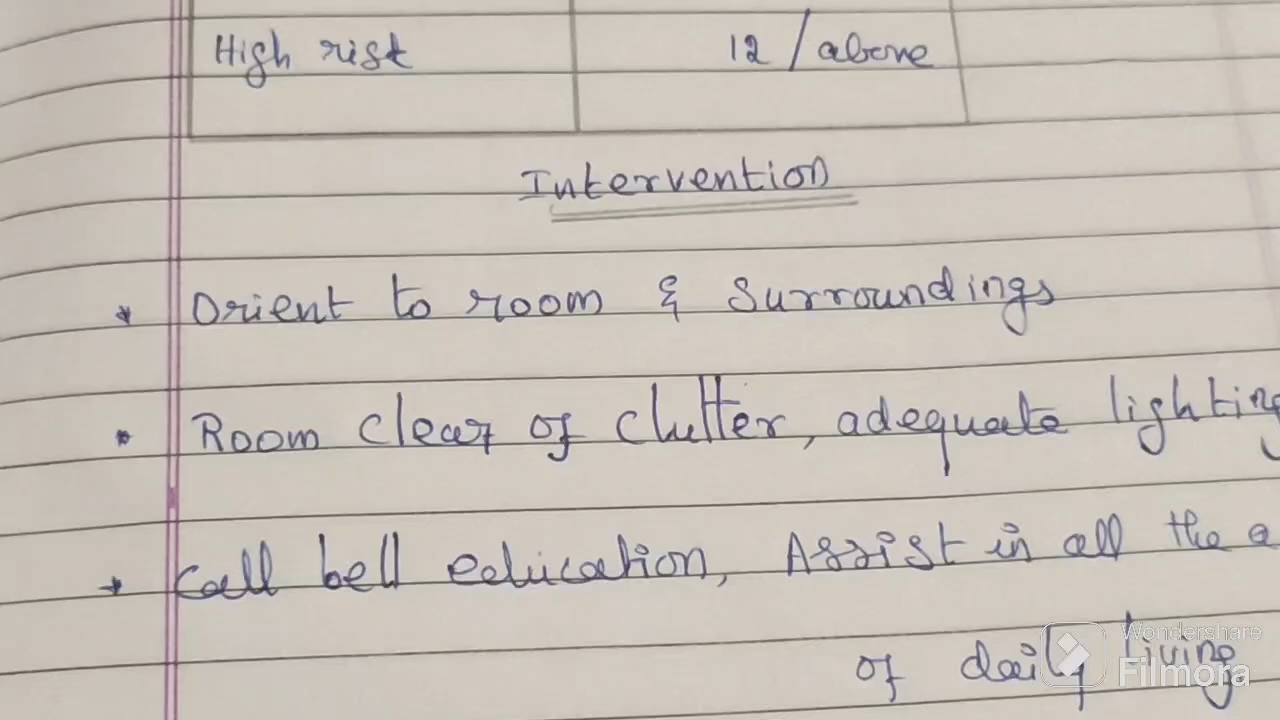 High risk 12 / above
Intervention
* Orient to room & Surroundings
* Room clear of clutter, adequate lighting
* Call bell education, Assist in all the a
of daily living
Wondershare
Filmora